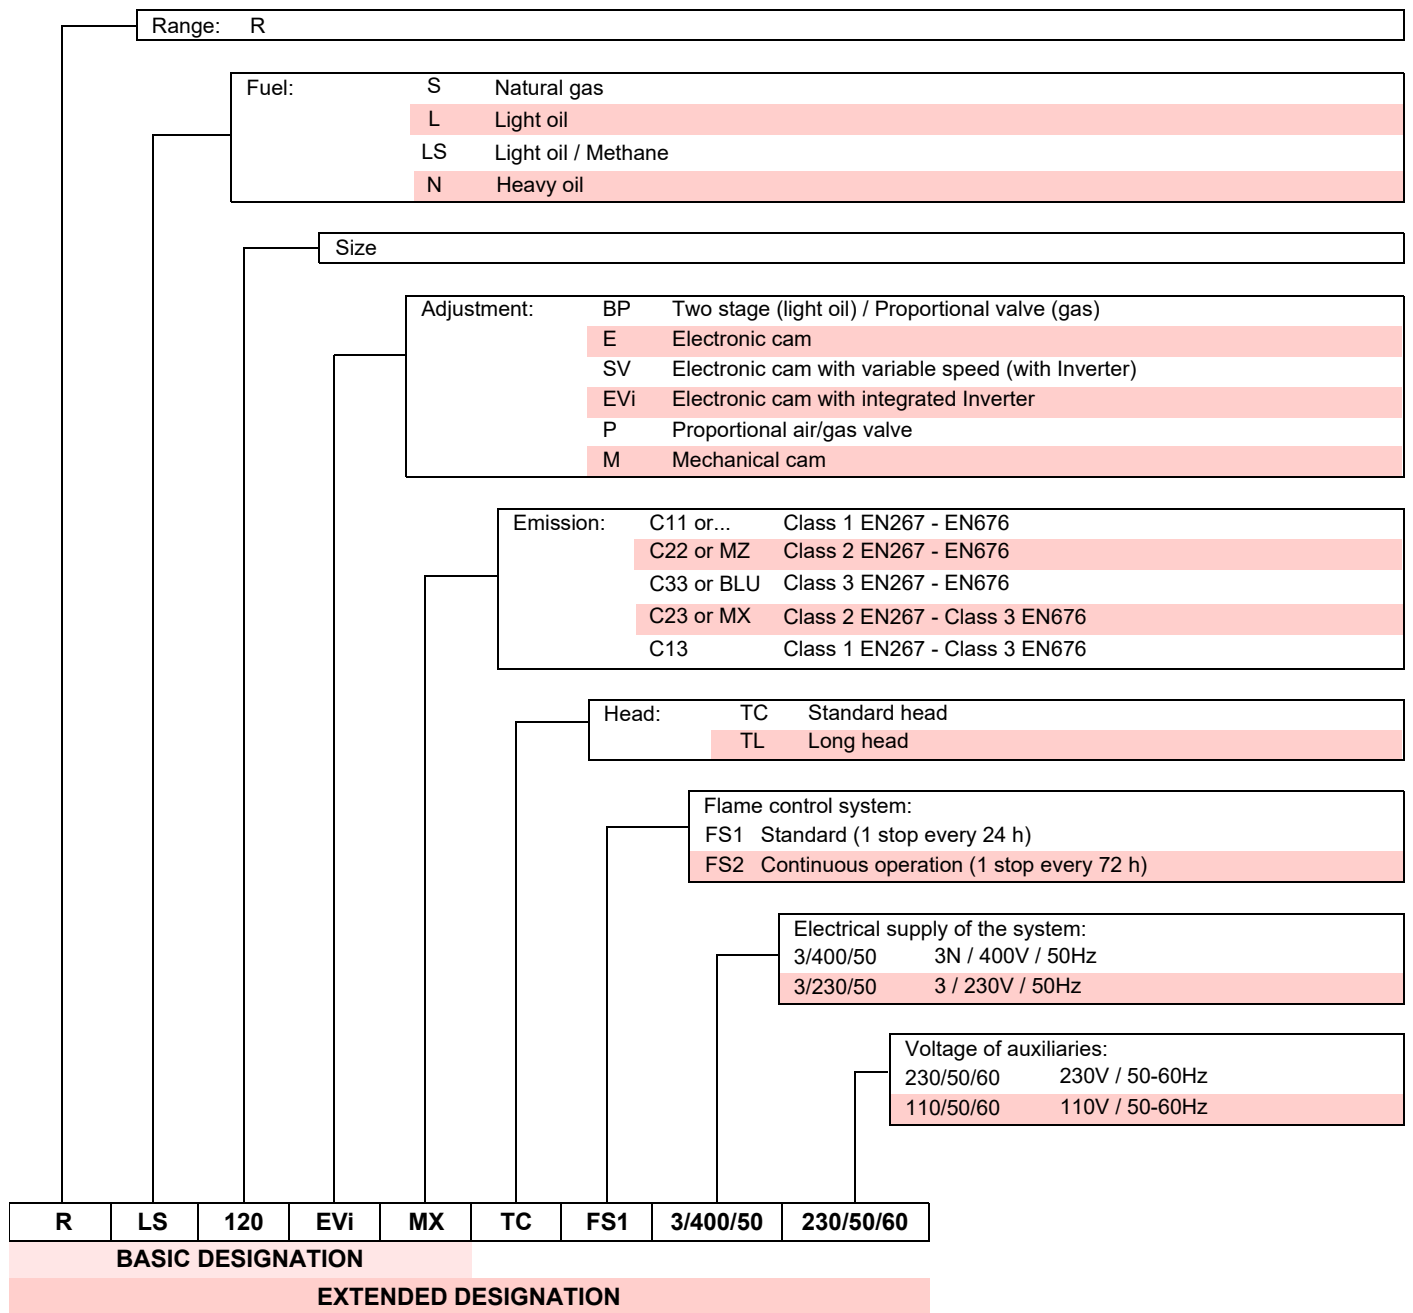 Range: R
Fuel: S Natural gas
L Light oil
LS Light oil / Methane
N Heavy oil
Size
Adjustment: BP Two stage (light oil) / Proportional valve (gas)
E Electronic cam
SV Electronic cam with variable speed (with Inverter)
EVi Electronic cam with integrated Inverter
P Proportional air/gas valve
M Mechanical cam
Emission: C11 or... Class 1 EN267 - EN676
C22 or MZ Class 2 EN267 - EN676
C33 or BLU Class 3 EN267 - EN676
C23 or MX Class 2 EN267 - Class 3 EN676
C13 Class 1 EN267 - Class 3 EN676
Head: TC Standard head
TL Long head
Flame control system:
FS1 Standard (1 stop every 24 h)
FS2 Continuous operation (1 stop every 72 h)
Electrical supply of the system:
3/400/50 3N / 400V / 50Hz
3/230/50 3 / 230V / 50Hz
Voltage of auxiliaries:
230/50/60 230V / 50-60Hz
110/50/60 110V / 50-60Hz
R LS 120 EVi MX TC FS1 3/400/50 230/50/60
BASIC DESIGNATION
EXTENDED DESIGNATION